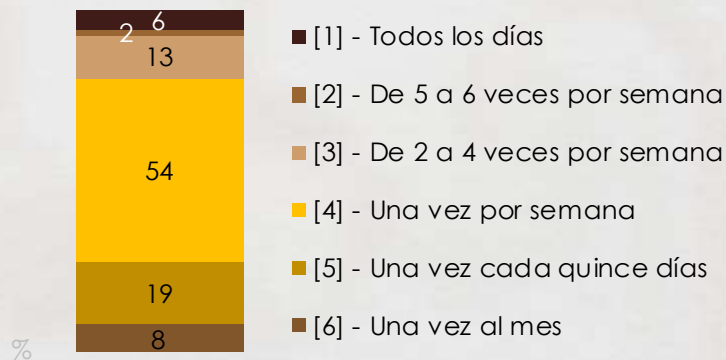 6
2
13
54
19
8
%
[1] - Todos los días
[2] - De 5 a 6 veces por semana
[3] - De 2 a 4 veces por semana
[4] - Una vez por semana
[5] - Una vez cada quince días
[6] - Una vez al mes